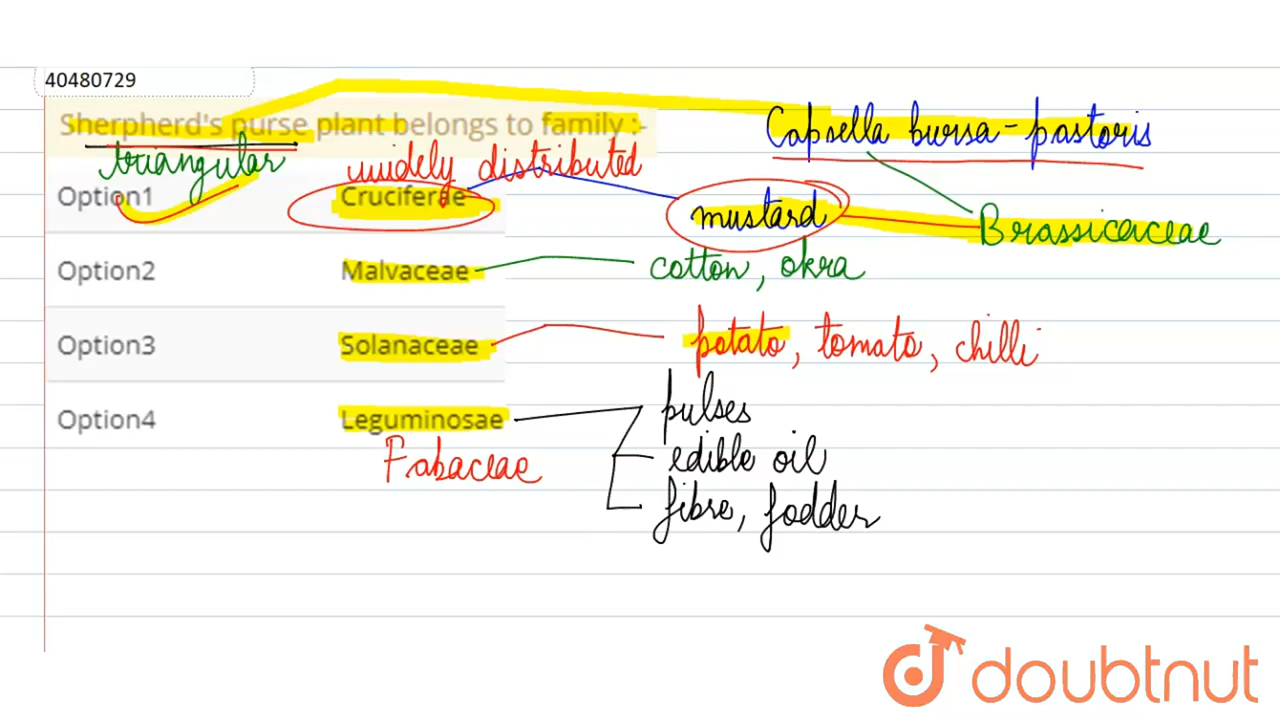 40480729
Sherpherd's purse plant belongs to family :-
Capsella bursa-pastoris
triangular
widely distributed
Option1 Cruciferae mustard
Brassicaceae
Option2 Malvaceae cotton, okra
Option3 Solanaceae potato, tomato, chilli
Option4 Leguminosae pulses
Fabaceae edible oil
fibre, fodder
doubtnut